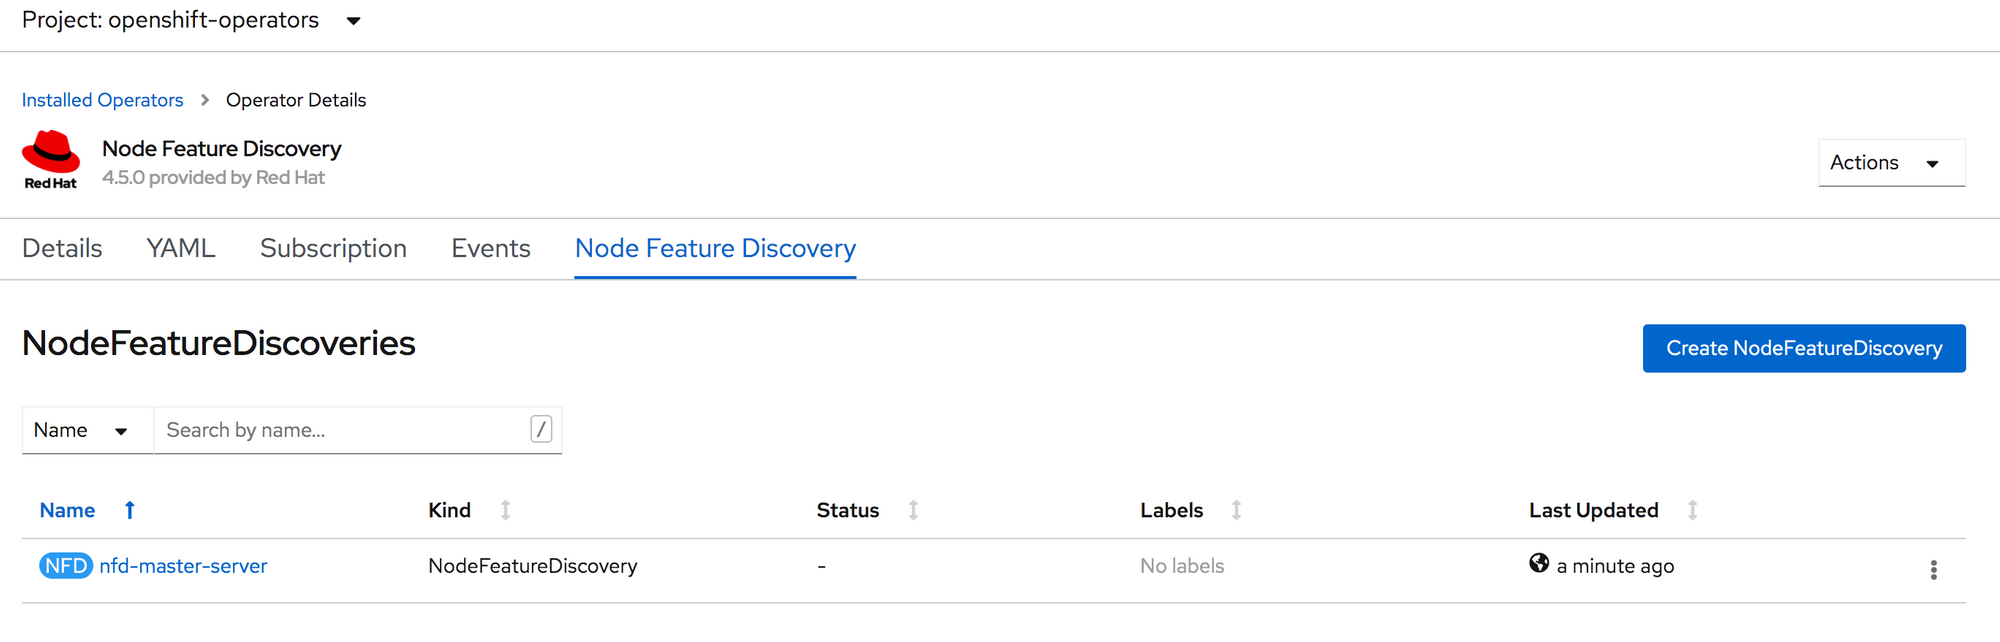 Project: openshift-operators
Installed Operators > Operator Details
Node Feature Discovery
4.5.0 provided by Red Hat
Red Hat
Actions
Details YAML Subscription Events Node Feature Discovery
NodeFeatureDiscoveries
Create NodeFeatureDiscovery
Name Search by name... /
Name Kind Status Labels Last Updated
NFD nfd-master-server NodeFeatureDiscovery - No labels a minute ago